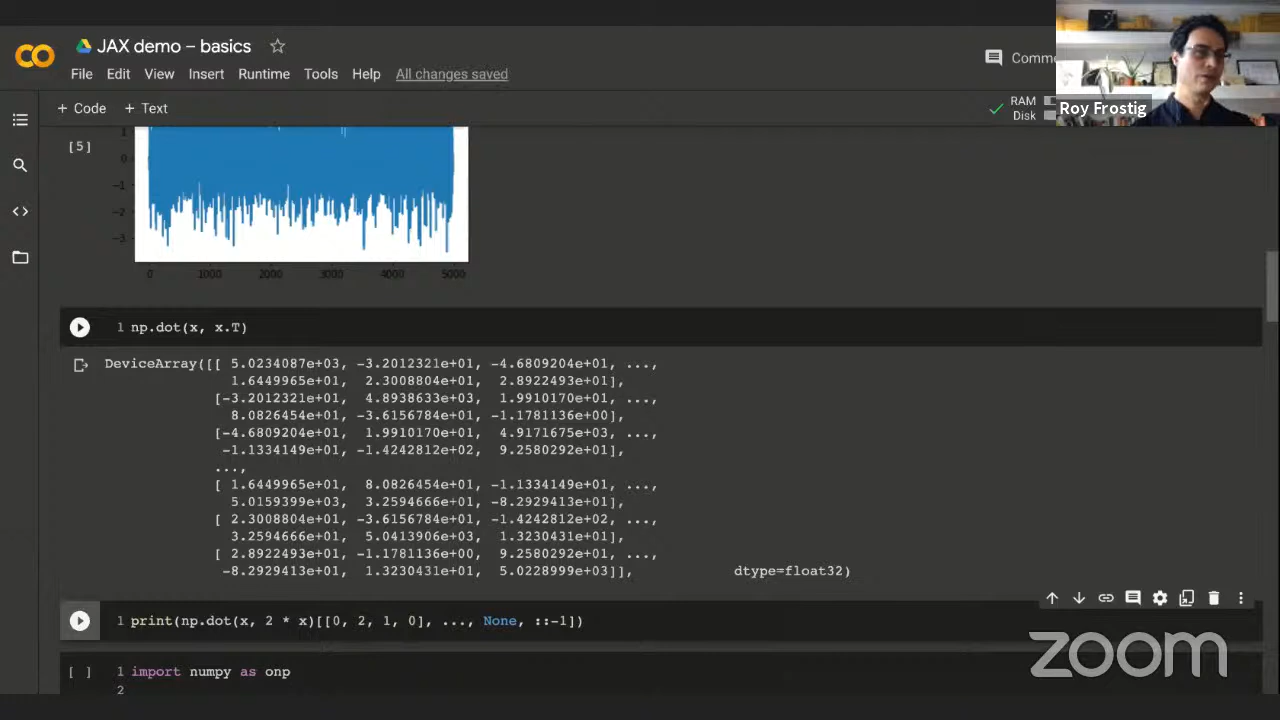 JAX demo – basics
File Edit View Insert Runtime Tools Help All changes saved
Comme
+ Code + Text
RAM
Disk
Roy Frostig
[5]
1
0
−1
−2
−3
0 1000 2000 3000 4000 5000
1 np.dot(x, x.T)
DeviceArray([[ 5.0234087e+03, -3.2012321e+01, -4.6809204e+01, ...,
1.6449965e+01, 2.3008804e+01, 2.8922493e+01],
[-3.2012321e+01, 4.8938633e+03, 1.9910170e+01, ...,
8.0826454e+01, -3.6156784e+01, -1.1781136e+00],
[-4.6809204e+01, 1.9910170e+01, 4.9171675e+03, ...,
-1.1334149e+01, -1.4242812e+02, 9.2580292e+01],
...,
[ 1.6449965e+01, 8.0826454e+01, -1.1334149e+01, ...,
5.0159399e+03, 3.2594666e+01, -8.2929413e+01],
[ 2.3008804e+01, -3.6156784e+01, -1.4242812e+02, ...,
3.2594666e+01, 5.0413906e+03, 1.3230431e+01],
[ 2.8922493e+01, -1.1781136e+00, 9.2580292e+01, ...,
-8.2929413e+01, 1.3230431e+01, 5.0228999e+03]], dtype=float32)
1 print(np.dot(x, 2 * x)[[0, 2, 1, 0], ..., None, ::-1])
[ ] 1 import numpy as onp
2
zoom